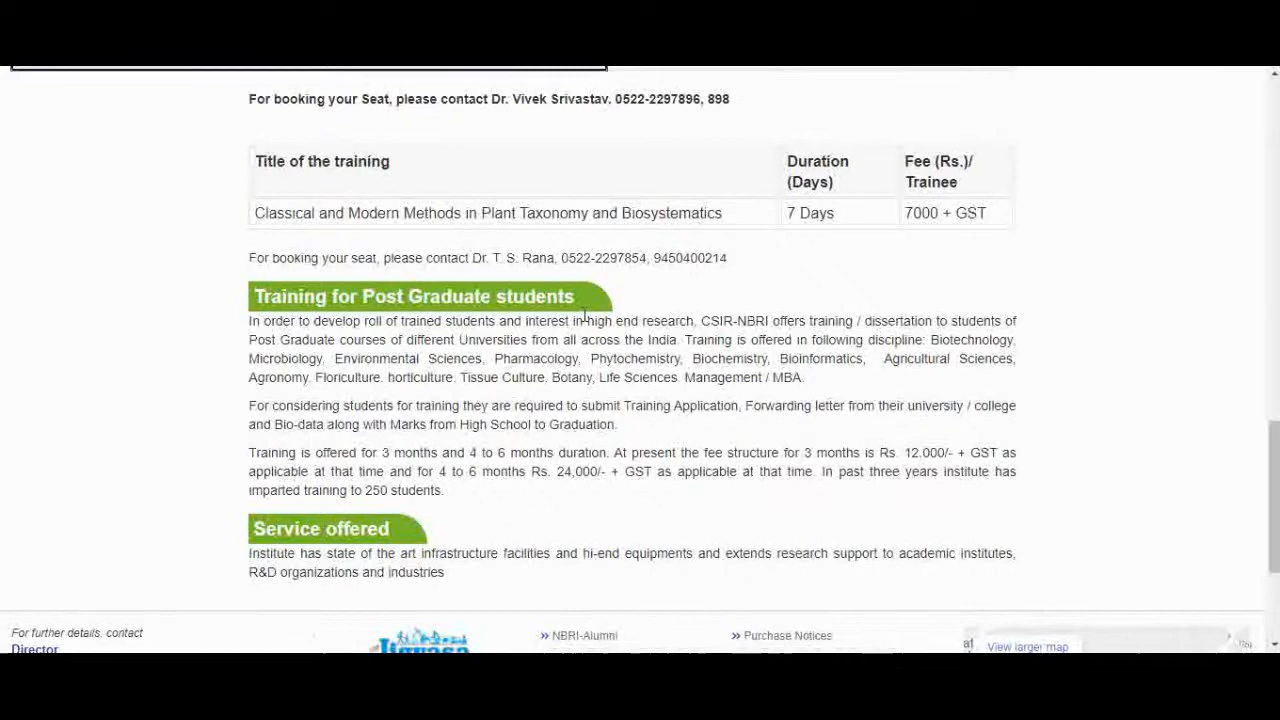 For booking your Seat, please contact Dr. Vivek Srivastav. 0522-2297896, 898
Title of the training
Duration (Days)
Fee (Rs.)/ Trainee
Classical and Modern Methods in Plant Taxonomy and Biosystematics
7 Days
7000 + GST
For booking your seat, please contact Dr. T. S. Rana, 0522-2297854, 9450400214
Training for Post Graduate students
In order to develop roll of trained students and interest in high end research, CSIR-NBRI offers training / dissertation to students of
Post Graduate courses of different Universities from all across the India. Training is offered in following discipline: Biotechnology,
Microbiology, Environmental Sciences, Pharmacology, Phytochemistry, Biochemistry, Bioinformatics, Agricultural Sciences,
Agronomy, Floriculture, horticulture, Tissue Culture, Botany, Life Sciences, Management / MBA.
For considering students for training they are required to submit Training Application, Forwarding letter from their university / college
and Bio-data along with Marks from High School to Graduation.
Training is offered for 3 months and 4 to 6 months duration. At present the fee structure for 3 months is Rs. 12,000/- + GST as
applicable at that time and for 4 to 6 months Rs. 24,000/- + GST as applicable at that time. In past three years institute has
imparted training to 250 students.
Service offered
Institute has state of the art infrastructure facilities and hi-end equipments and extends research support to academic institutes,
R&D organizations and industries
For further details, contact
Director
» NBRI-Alumni
» Purchase Notices
View larger map